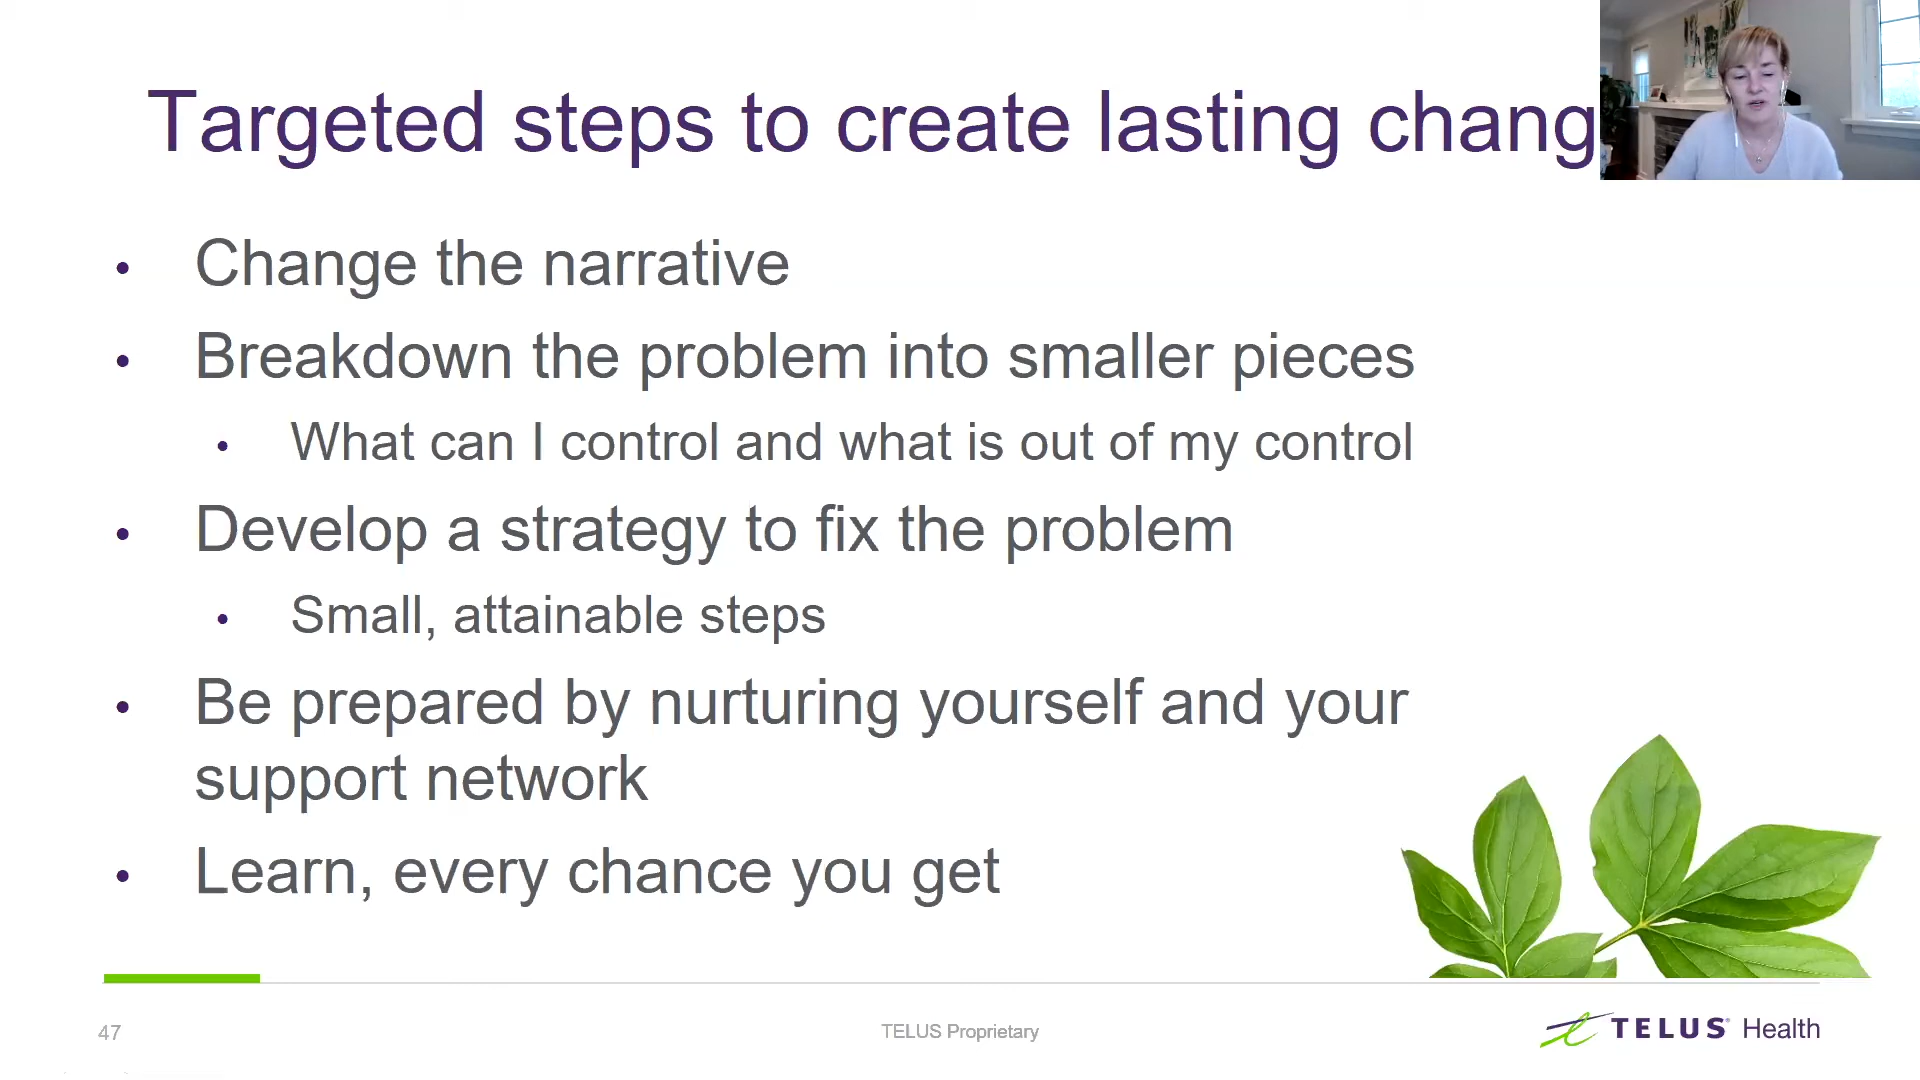 Targeted steps to create lasting chang
• Change the narrative
• Breakdown the problem into smaller pieces
• What can I control and what is out of my control
• Develop a strategy to fix the problem
• Small, attainable steps
• Be prepared by nurturing yourself and your
support network
• Learn, every chance you get
47
TELUS Proprietary
TELUS® Health